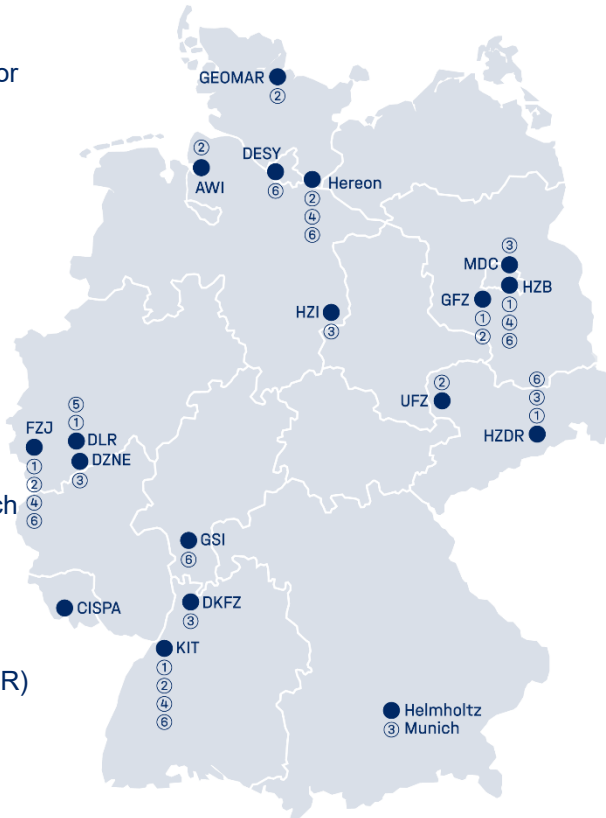 or
GEOMAR
②
②
AWI
DESY
⑥
Hereon
②
④
⑥
③
MDC
HZB
①
④
⑥
GFZ
①
②
HZI
③
②
UFZ
⑥
③
①
HZDR
FZJ
①
②
④
⑥
⑤
①
DLR
DZNE
③
ch
GSI
⑥
CISPA
DKFZ
③
KIT
①
②
④
⑥
R)
Helmholtz
③ Munich